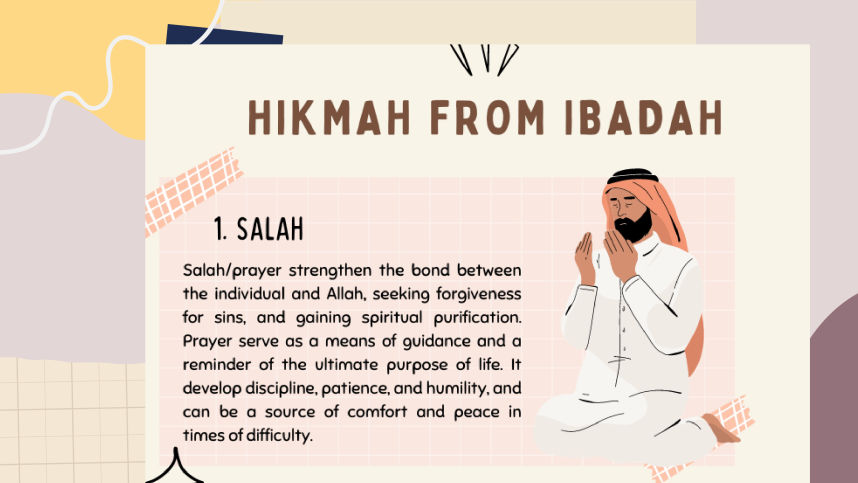 HIKMAH FROM IBADAH
1. SALAH
Salah/prayer strengthen the bond between
the individual and Allah, seeking forgiveness
for sins, and gaining spiritual purification.
Prayer serve as a means of guidance and a
reminder of the ultimate purpose of life. It
develop discipline, patience, and humility, and
can be a source of comfort and peace in
times of difficulty.